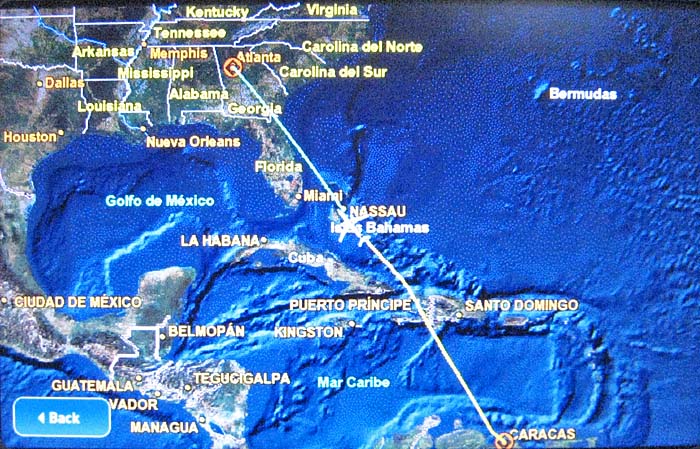 Kentucky
Virginia
Tennessee
Arkansas
Memphis
Carolina del Norte
Atlanta
Dallas
Mississippi
Carolina del Sur
Alabama
Bermudas
Louisiana
Georgia
Houston
Nueva Orleans
Florida
Miami
Golfo de México
NASSAU
Islas Bahamas
LA HABANA
Cuba
CIUDAD DE MÉXICO
PUERTO PRÍNCIPE
SANTO DOMINGO
BELMOPÁN
KINGSTON
GUATEMALA
TEGUCIGALPA
Mar Caribe
VADOR
Back
MANAGUA
CARACAS